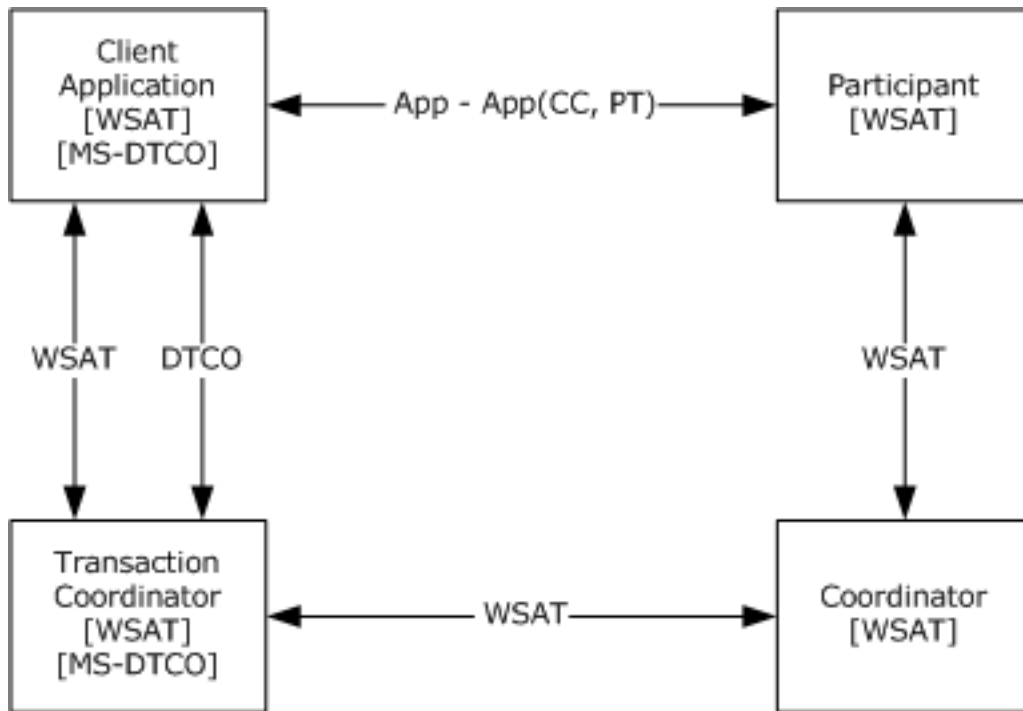 Client
Application
[WSAT]
[MS-DTCO]
App - App(CC, PT)
Participant
[WSAT]
WSAT
DTCO
WSAT
Transaction
Coordinator
[WSAT]
[MS-DTCO]
WSAT
Coordinator
[WSAT]